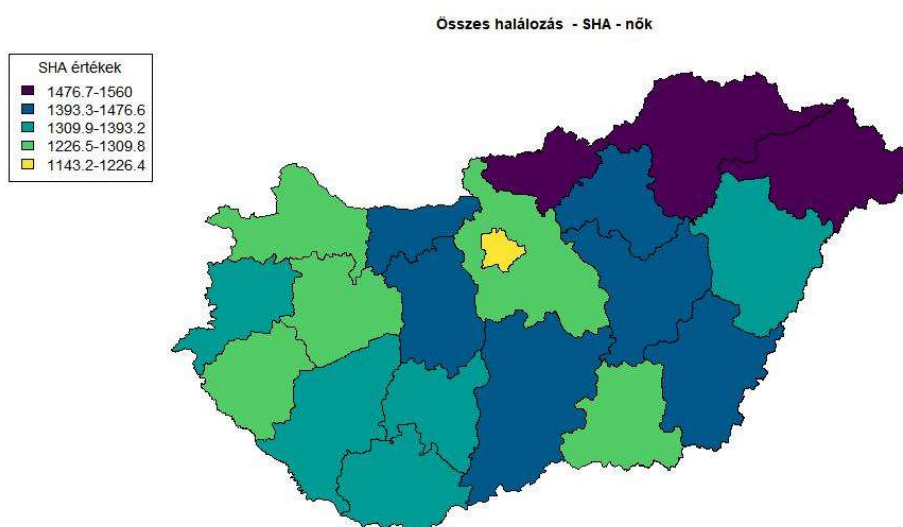 Összes halálozás - SHA - nők
SHA értékek
1476.7-1560
1393.3-1476.6
1309.9-1393.2
1226.5-1309.8
1143.2-1226.4